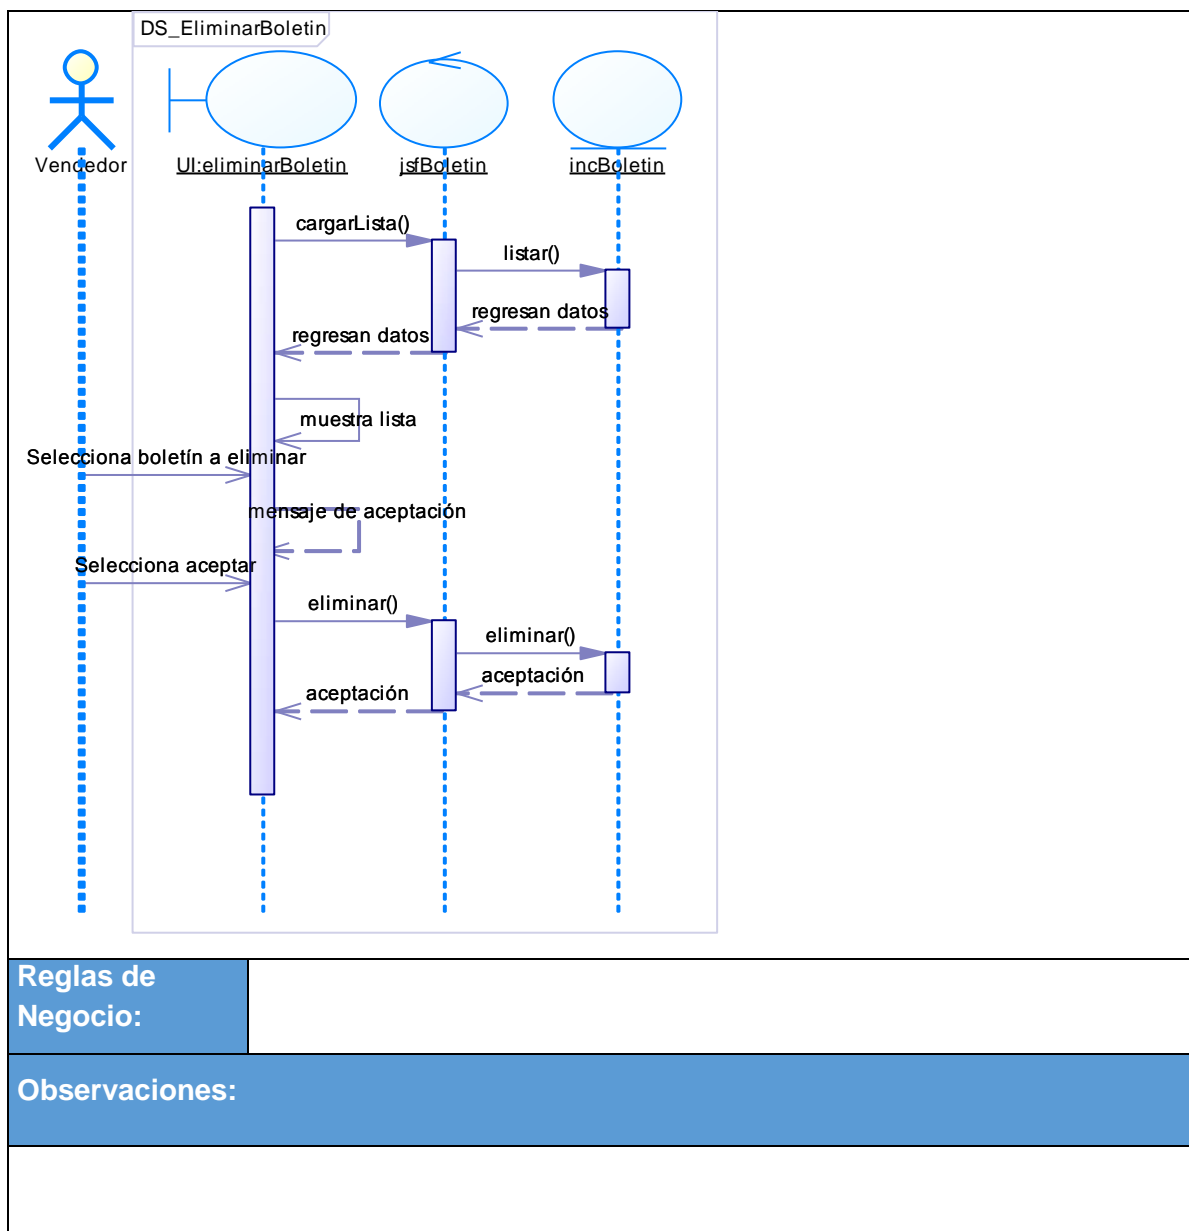 DS_EliminarBoletin
Vendedor
UI:eliminarBoletin
jsfBoletin
incBoletin
cargarLista()
listar()
regresan datos
regresan datos
muestra lista
Selecciona boletín a eliminar
mensaje de aceptación
Selecciona aceptar
eliminar()
eliminar()
aceptación
aceptación
Reglas de
Negocio:
Observaciones: